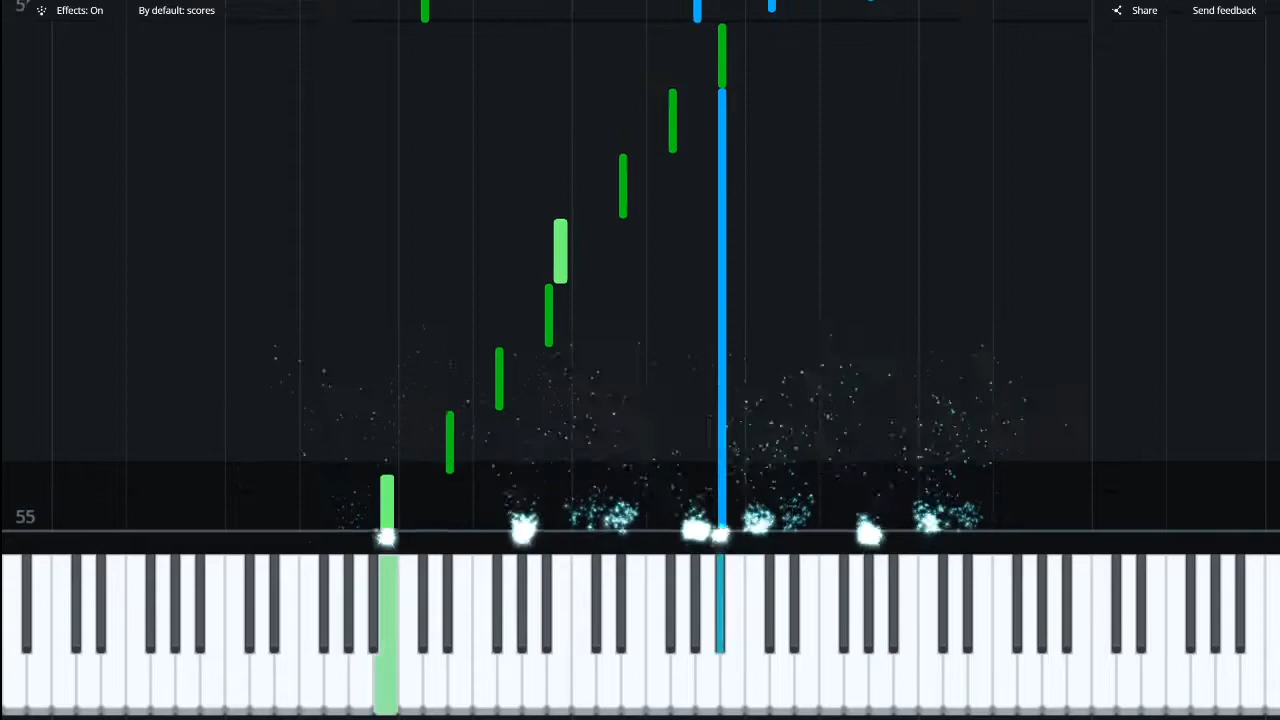 Effects: On
By default: scores
Share
Send feedback
55